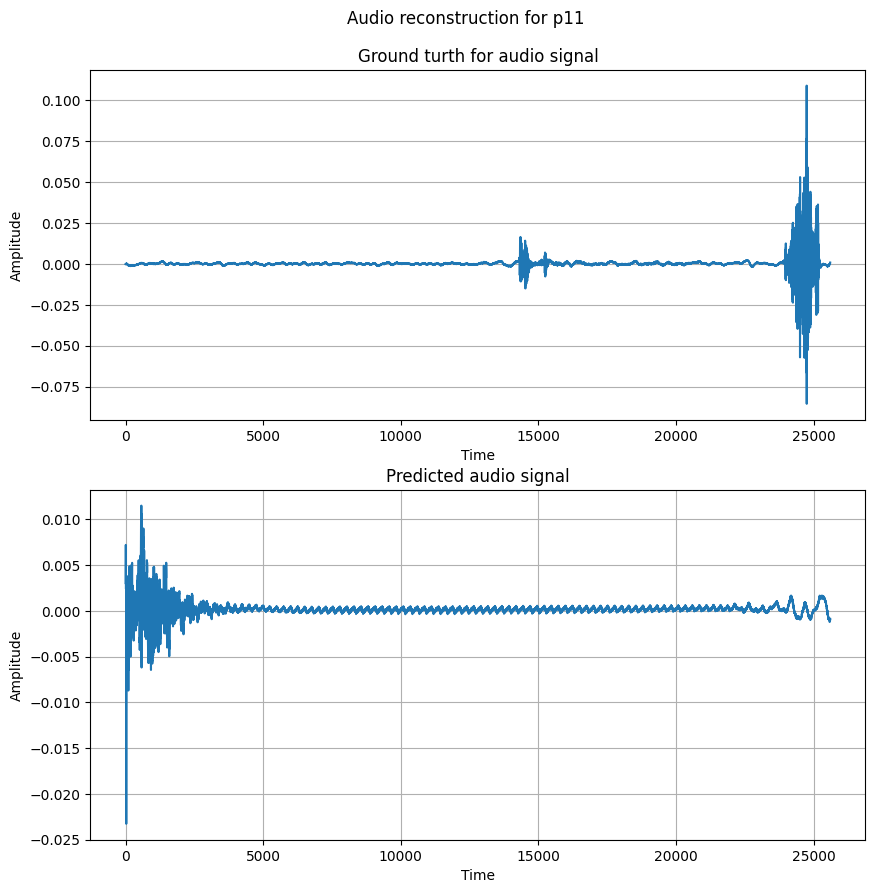 Audio reconstruction for p11
Ground turth for audio signal
0.100
0.075
0.050
0.025
0.000
−0.025
−0.050
−0.075
Amplitude
0 5000 10000 15000 20000 25000
Time
Predicted audio signal
0.010
0.005
0.000
−0.005
−0.010
−0.015
−0.020
−0.025
Amplitude
0 5000 10000 15000 20000 25000
Time